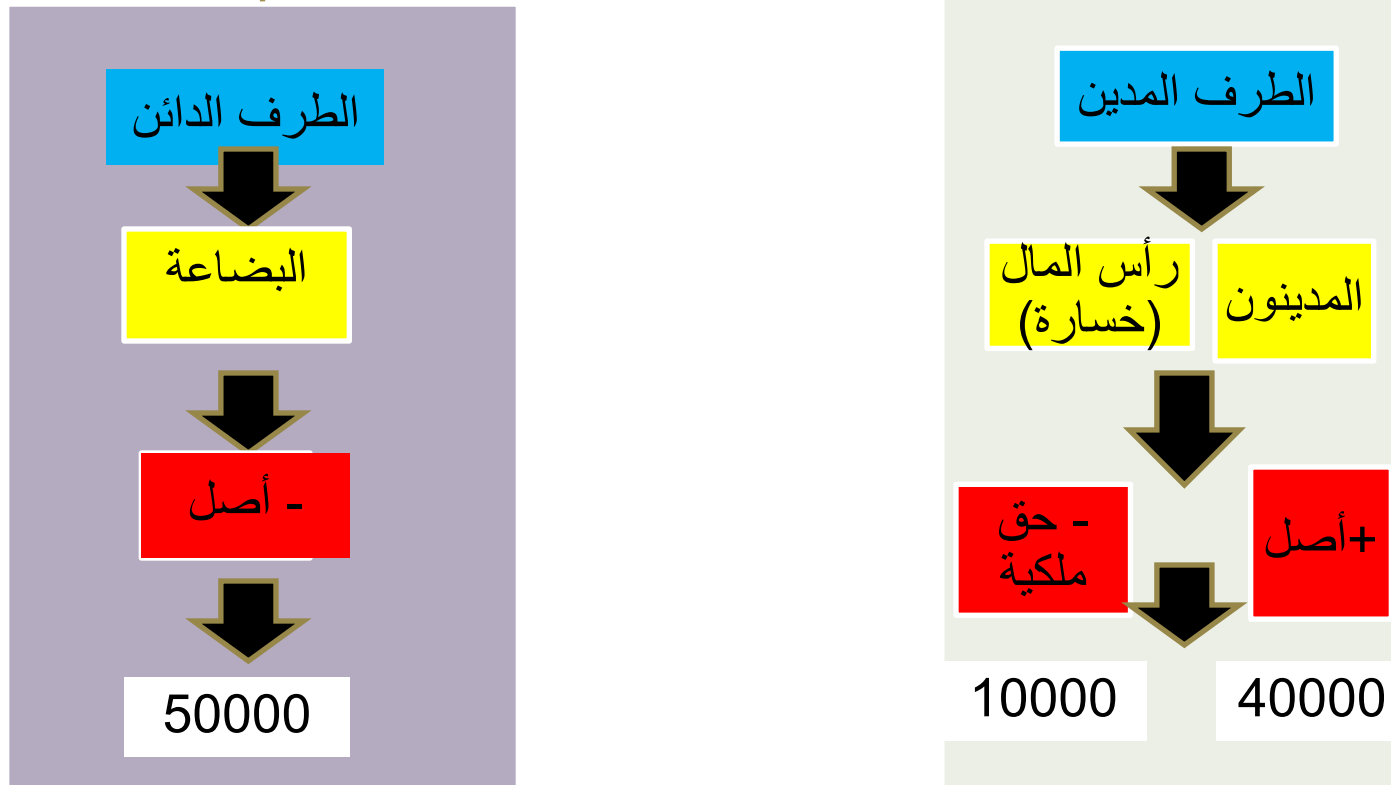 الطرف المدين
المدينون
رأس المال
(خسارة)
+أصل
- حق
ملكية
40000
10000
الطرف الدائن
البضاعة
- أصل
50000